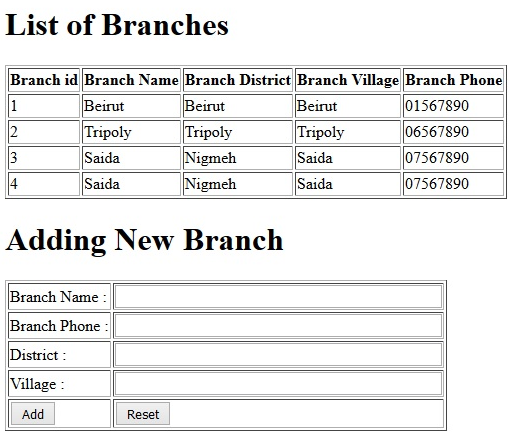 List of Branches
Branch id Branch Name Branch District Branch Village Branch Phone
1 Beirut Beirut Beirut 01567890
2 Tripoly Tripoly Tripoly 06567890
3 Saida Nigmeh Saida 07567890
4 Saida Nigmeh Saida 07567890
Adding New Branch
Branch Name :
Branch Phone :
District :
Village :
Add Reset